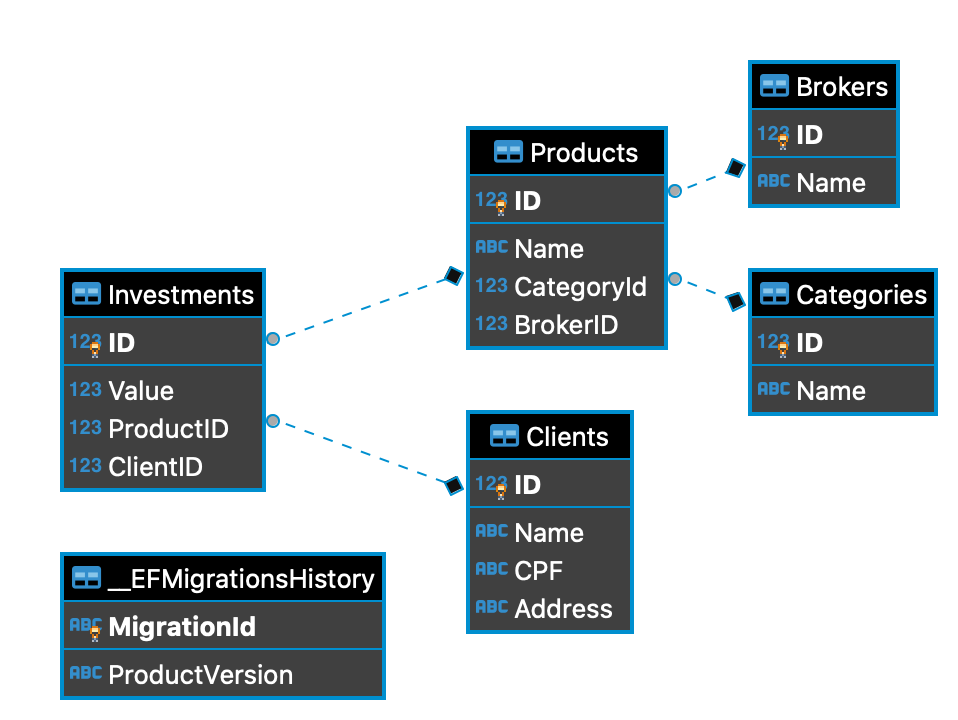 Brokers
123 ID
ABC Name
Products
123 ID
ABC Name
123 CategoryId
123 BrokerID
Investments
123 ID
123 Value
123 ProductID
123 ClientID
Categories
123 ID
ABC Name
Clients
123 ID
ABC Name
ABC CPF
ABC Address
__EFMigrationsHistory
ABC MigrationId
ABC ProductVersion